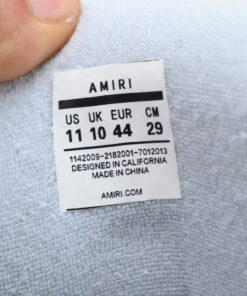 AMIRI
US UK EUR CM
11 10 44 29
1142009-2182001-7012013
DESIGNED IN CALIFORNIA
MADE IN CHINA
AMIRI.COM